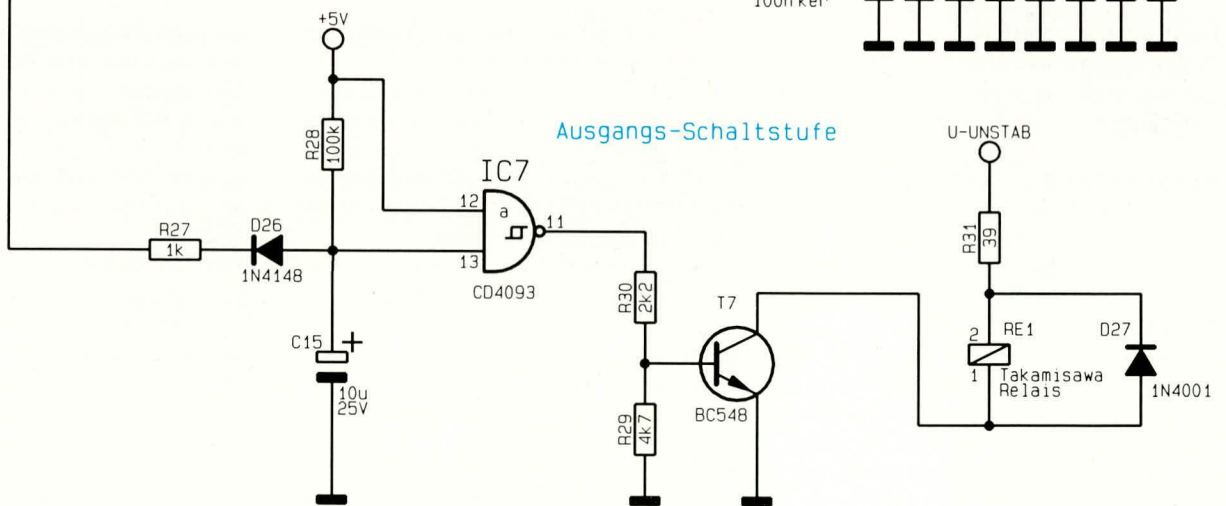 100n ker
+5V
R28
100k
Ausgangs-Schaltstufe
U-UNSTAB
IC7
12
a
11
13
CD4093
R27
1k
D26
1N4148
R31
39
R30
2k2
T7
2
RE1
1
Takamisawa
Relais
D27
1N4001
C15
+
10u
25V
R29
4k7
BC548